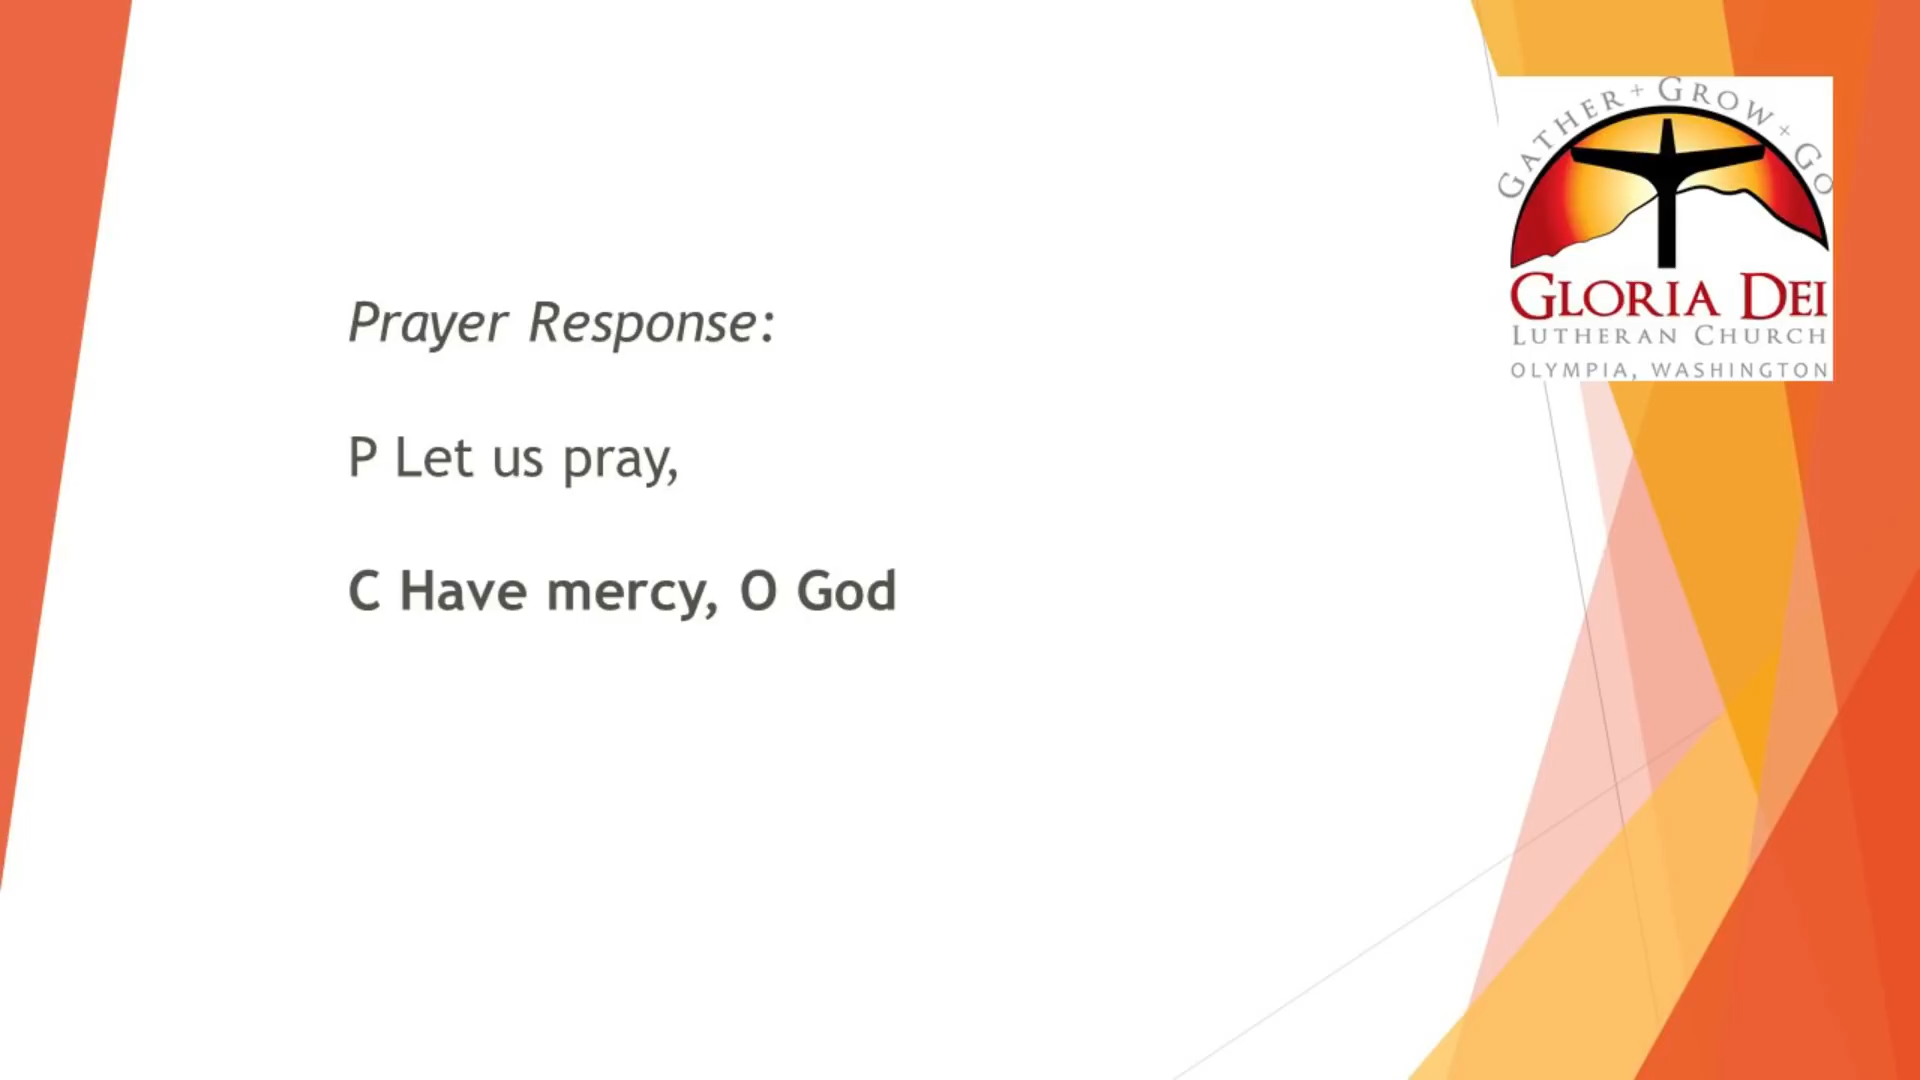 GATHER + GROW + GO
GLORIA DEI
LUTHERAN CHURCH
OLYMPIA, WASHINGTON
Prayer Response:
P Let us pray,
C Have mercy, O God